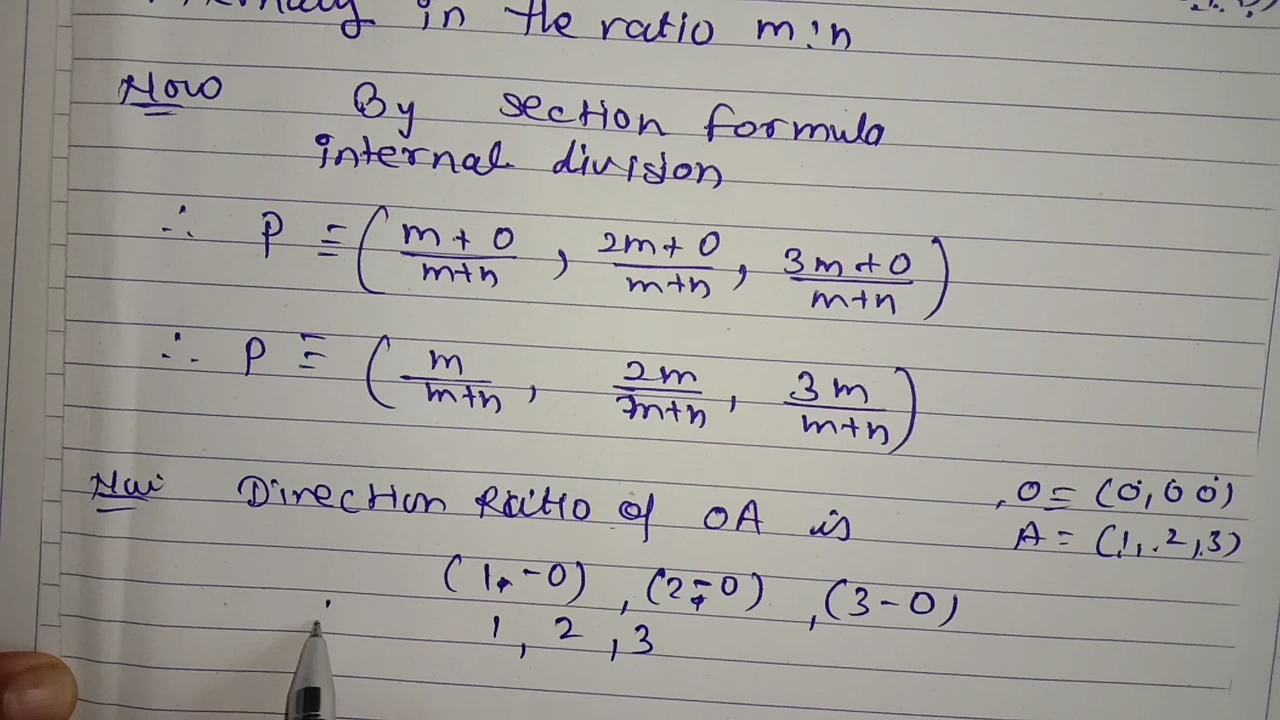 in the ratio m:n
Now By section formula
internal division
∴ P ≡ ( m+0/m+n , 2m+0/m+n , 3m+0/m+n )
∴ P ≡ ( m/m+n , 2m/m+n , 3m/m+n )
Direction Ratio of OA is , O ≡ (0,0 0)
A = (1,.2,3)
(1,-0) , (2-0) , (3-0)
1 , 2 , 3